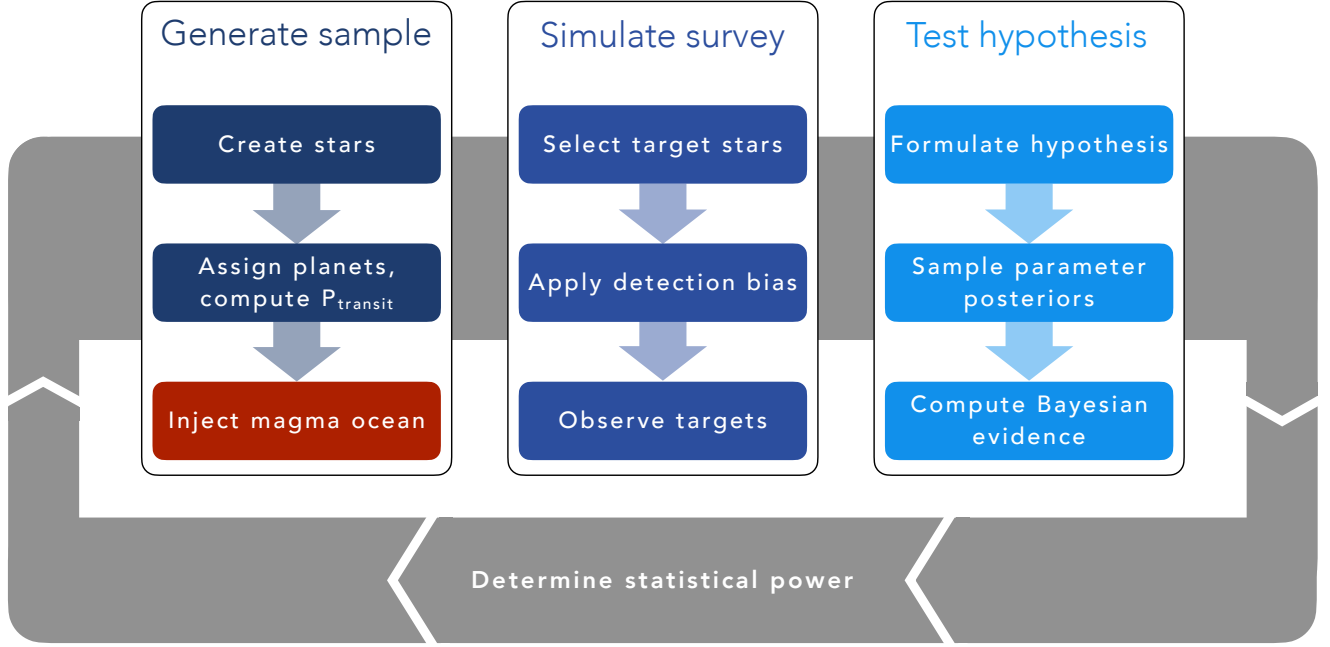 Generate sample
Create stars
Assign planets,
compute P_transit
Inject magma ocean
Simulate survey
Select target stars
Apply detection bias
Observe targets
Test hypothesis
Formulate hypothesis
Sample parameter
posteriors
Compute Bayesian
evidence
Determine statistical power